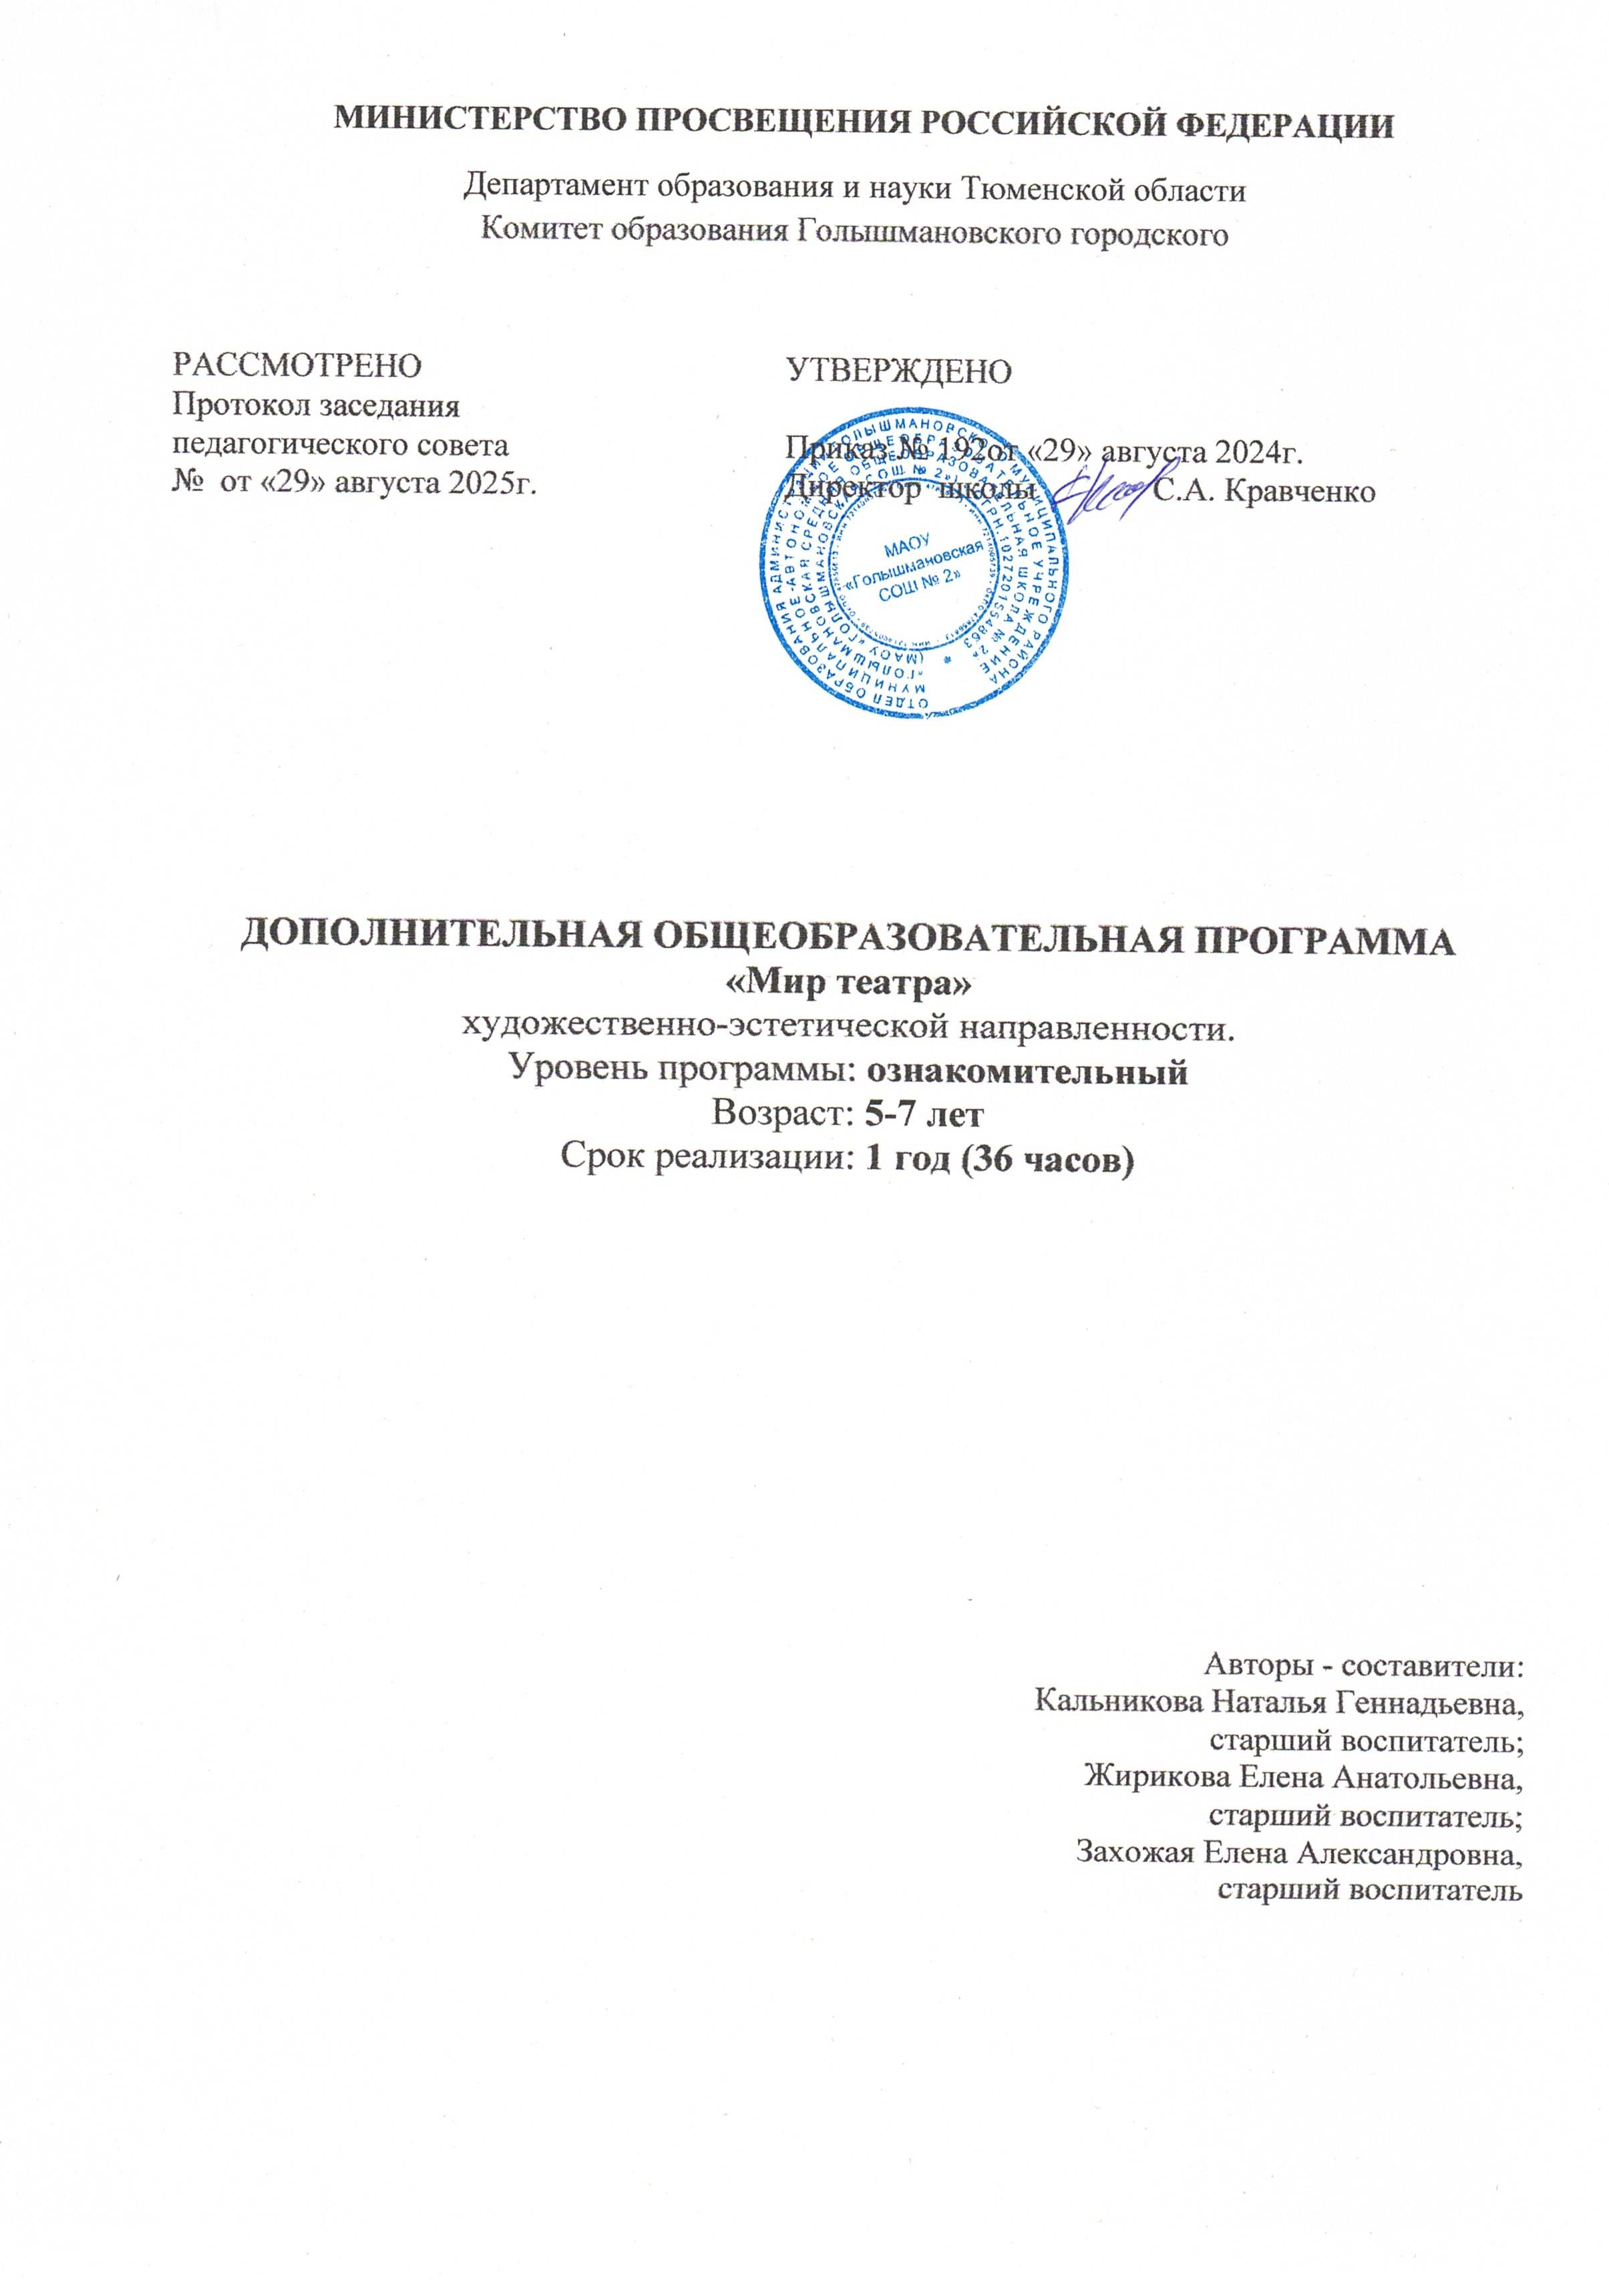 МИНИСТЕРСТВО ПРОСВЕЩЕНИЯ РОССИЙСКОЙ ФЕДЕРАЦИИ
Департамент образования и науки Тюменской области
Комитет образования Голышмановского городского
РАССМОТРЕНО
Протокол заседания
педагогического совета
№ от «29» августа 2025г.
УТВЕРЖДЕНО
Приказ № 192от «29» августа 2024г.
Директор школы С.А. Кравченко
МАОУ
«Голышмановская
СОШ № 2»
ДОПОЛНИТЕЛЬНАЯ ОБЩЕОБРАЗОВАТЕЛЬНАЯ ПРОГРАММА
«Мир театра»
художественно-эстетической направленности.
Уровень программы: ознакомительный
Возраст: 5-7 лет
Срок реализации: 1 год (36 часов)
Авторы - составители:
Кальникова Наталья Геннадьевна,
старший воспитатель;
Жирикова Елена Анатольевна,
старший воспитатель;
Захожая Елена Александровна,
старший воспитатель